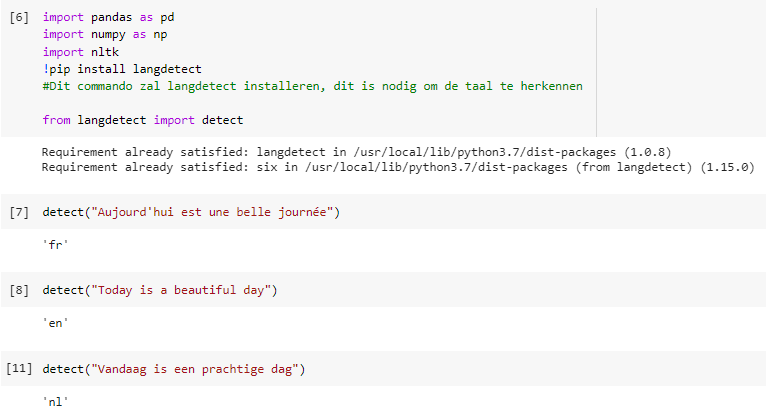 [6] import pandas as pd
import numpy as np
import nltk
!pip install langdetect
#Dit commando zal langdetect installeren, dit is nodig om de taal te herkennen
from langdetect import detect
Requirement already satisfied: langdetect in /usr/local/lib/python3.7/dist-packages (1.0.8)
Requirement already satisfied: six in /usr/local/lib/python3.7/dist-packages (from langdetect) (1.15.0)
[7] detect("Aujourd'hui est une belle journée")
'fr'
[8] detect("Today is a beautiful day")
'en'
[11] detect("Vandaag is een prachtige dag")
'nl'